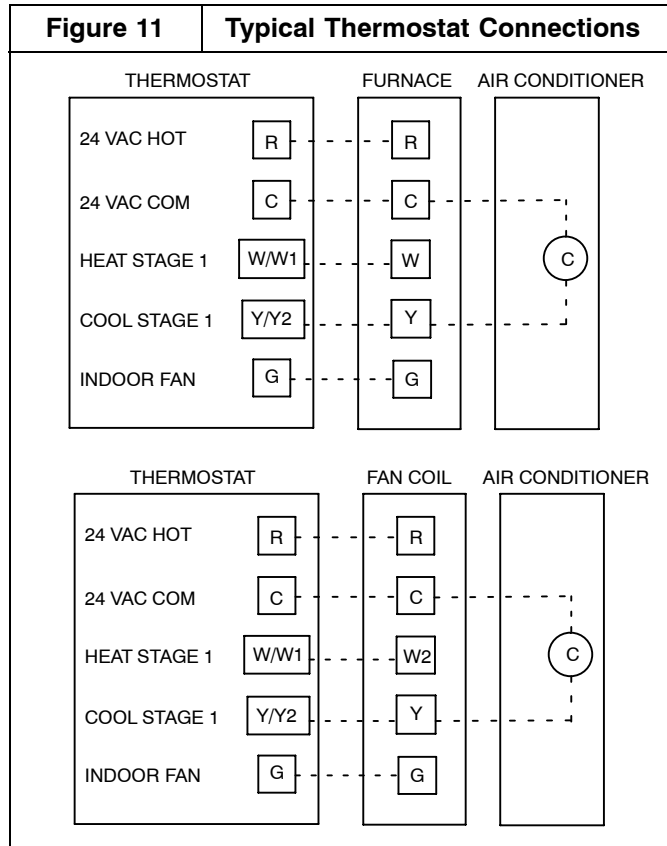 Figure 11 Typical Thermostat Connections
THERMOSTAT FURNACE AIR CONDITIONER
24 VAC HOT R R
24 VAC COM C C
C
HEAT STAGE 1 W/W1 W
COOL STAGE 1 Y/Y2 Y
INDOOR FAN G G
THERMOSTAT FAN COIL AIR CONDITIONER
24 VAC HOT R R
24 VAC COM C C
HEAT STAGE 1 W/W1 W2 C
COOL STAGE 1 Y/Y2 Y
INDOOR FAN G G